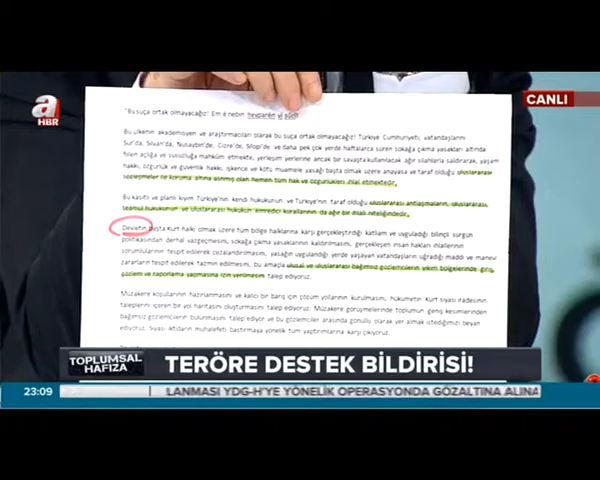 a
HBR
CANLI
"Bu suça ortak olmayacağız! Em ê nebin hevparên vî sûcî!
Bu ülkenin akademisyen ve araştırmacıları olarak bu suça ortak olmayacağız! Türkiye Cumhuriyeti; vatandaşlarını
Sur'da, Silvan'da, Nusaybin'de, Cizre'de, Silopi'de ve daha pek çok yerde haftalarca süren sokağa çıkma yasakları altında
fiilen açlığa ve susuzluğa mahkûm etmekte, yerleşim yerlerine ancak bir savaşta kullanılacak ağır silahlarla saldırarak, yaşam
hakkı, özgürlük ve güvenlik hakkı, işkence ve kötü muamele yasağı başta olmak üzere anayasa ve taraf olduğu uluslararası
sözleşmeler ile koruma altına alınmış olan hemen tüm hak ve özgürlükleri ihlal etmektedir.
Bu kasıtlı ve planlı kıyım Türkiye'nin kendi hukukunun ve Türkiye'nin taraf olduğu uluslararası antlaşmaların, uluslararası
teamül hukukunun ve uluslararası hukukun emredici kurallarının da ağır bir ihlali niteliğindedir.
Devletin başta Kürt halkı olmak üzere tüm bölge halklarına karşı gerçekleştirdiği katliam ve uyguladığı bilinçli sürgün
politikasından derhal vazgeçmesini, sokağa çıkma yasaklarının kaldırılmasını, gerçekleşen insan hakları ihlallerinin
sorumlularının tespit edilerek cezalandırılmasını, yasağın uygulandığı yerde yaşayan vatandaşların uğradığı maddi ve manevi
zararların tespit edilerek tazmin edilmesini, bu amaçla ulusal ve uluslararası bağımsız gözlemcilerin yıkım bölgelerinde giriş,
gözlem ve raporlama yapmasına izin verilmesini talep ediyoruz.
Müzakere koşullarının hazırlanmasını ve kalıcı bir barış için çözüm yollarının kurulmasını, hükümetin Kürt siyasi iradesinin
taleplerini içeren bir yol haritasını oluşturmasını talep ediyoruz. Müzakere görüşmelerinde toplumun geniş kesimlerinden
bağımsız gözlemcilerin bulunmasını talep ediyor ve bu gözlemciler arasında gönüllü olarak yer almak istediğimizi beyan
ediyoruz. Siyasi iktidarın muhalefeti bastırmaya yönelik tüm yaptırımlarına karşı çıkıyoruz.
TOPLUMSAL
HAFIZA
TERÖRE DESTEK BİLDİRİSİ!
23:09
LANMASI YDG-H'YE YÖNELİK OPERASYONDA GÖZALTINA ALINA